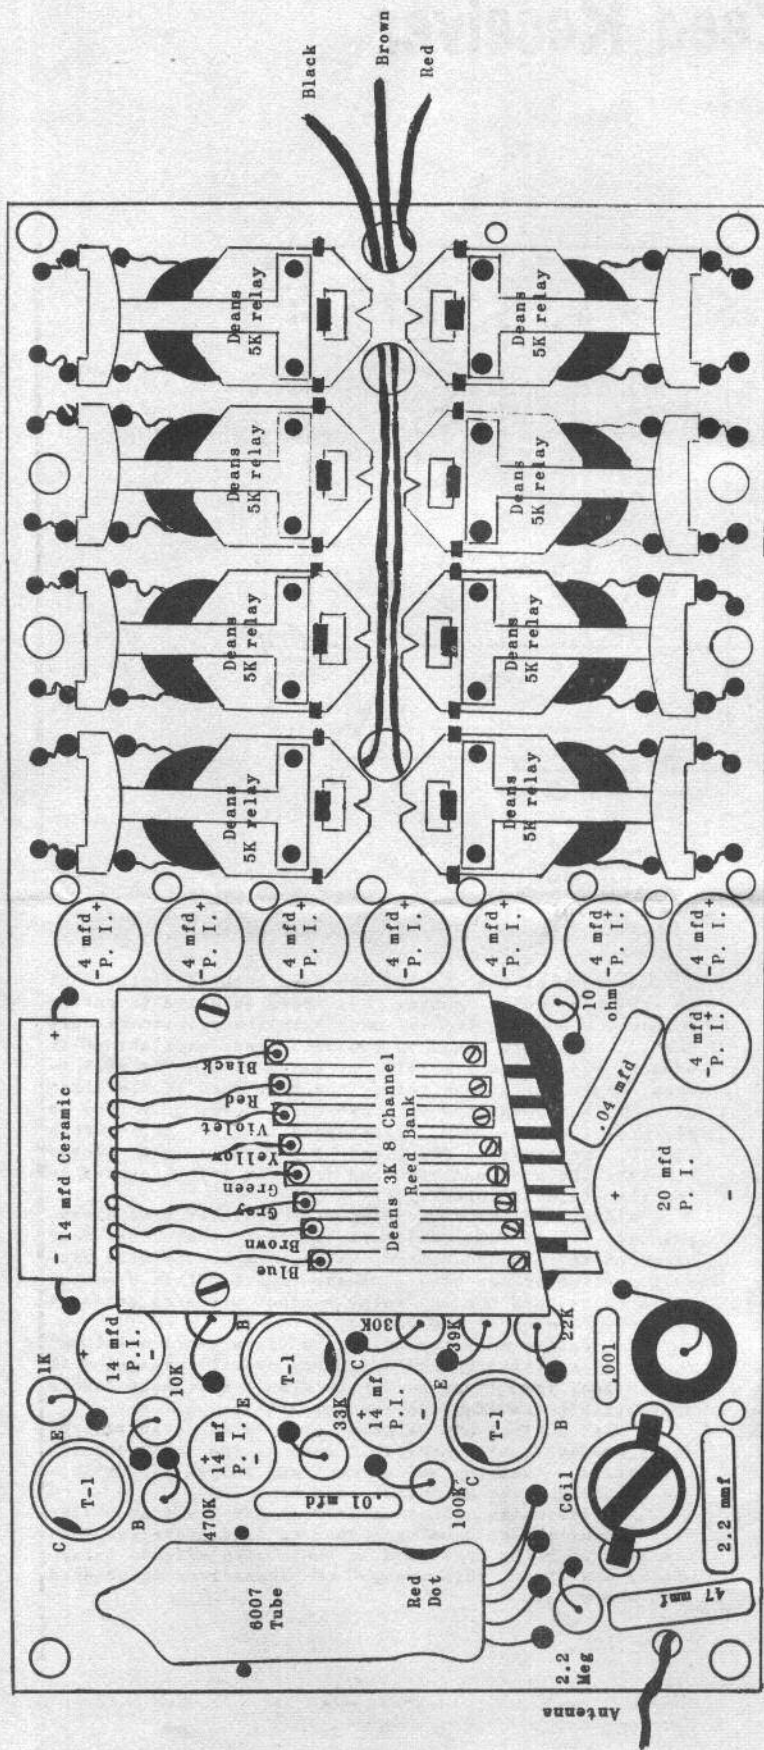 Black
Brown
Red
Deans
5K relay
Deans
5K relay
Deans
5K relay
Deans
5K relay
Deans
5K relay
Deans
5K relay
Deans
5K relay
Deans
5K relay
4 mfd
- P. I. +
4 mfd
- P. I. +
4 mfd
- P. I. +
4 mfd
- P. I. +
4 mfd
- P. I. +
4 mfd
- P. I. +
4 mfd
- P. I. +
4 mfd
- P. I. +
- 14 mfd Ceramic +
Black
Red
Violet
Yellow
Green
Grey
Brown
Blue
Deans 3K 8 Channel
Reed Bank
10
ohm
.04 mfd
+
20 mfd
P. I.
-
1K
+
14 mfd
P.I.
-
10K
B
T-1
C
E
30K
39K
22K
.001
E
T-1
C
B
470K
+
14 mf
P. I.
-
33K
+
14 mf
P.I.
-
E
T-1
C
B
.01 mfd
100K
Coil
2.2 mmf
6007
Tube
Red
Dot
2.2
Meg
47 mmf
Antenna